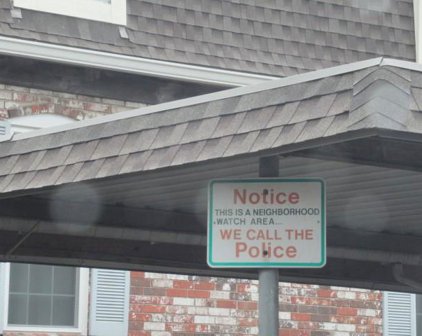 Notice
THIS IS A NEIGHBORHOOD
WATCH AREA...
WE CALL THE
Police